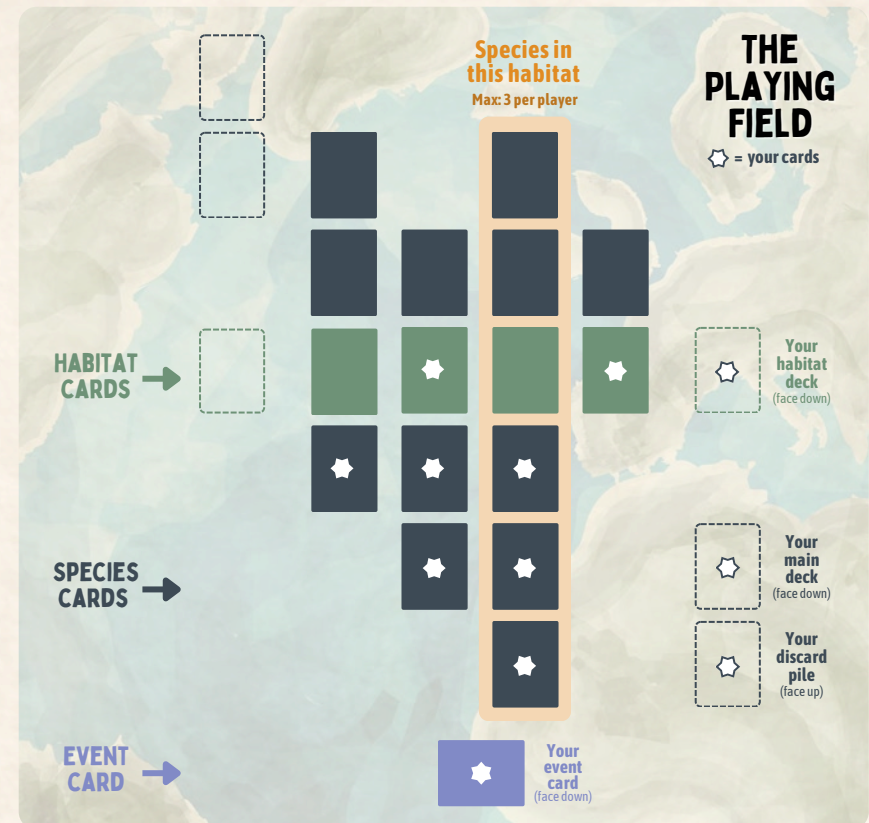 Species in
this habitat
Max: 3 per player
THE
PLAYING
FIELD
= your cards
HABITAT
CARDS
Your
habitat
deck
(face down)
SPECIES
CARDS
Your
main
deck
(face down)
Your
discard
pile
(face up)
EVENT
CARD
Your
event
card
(face down)